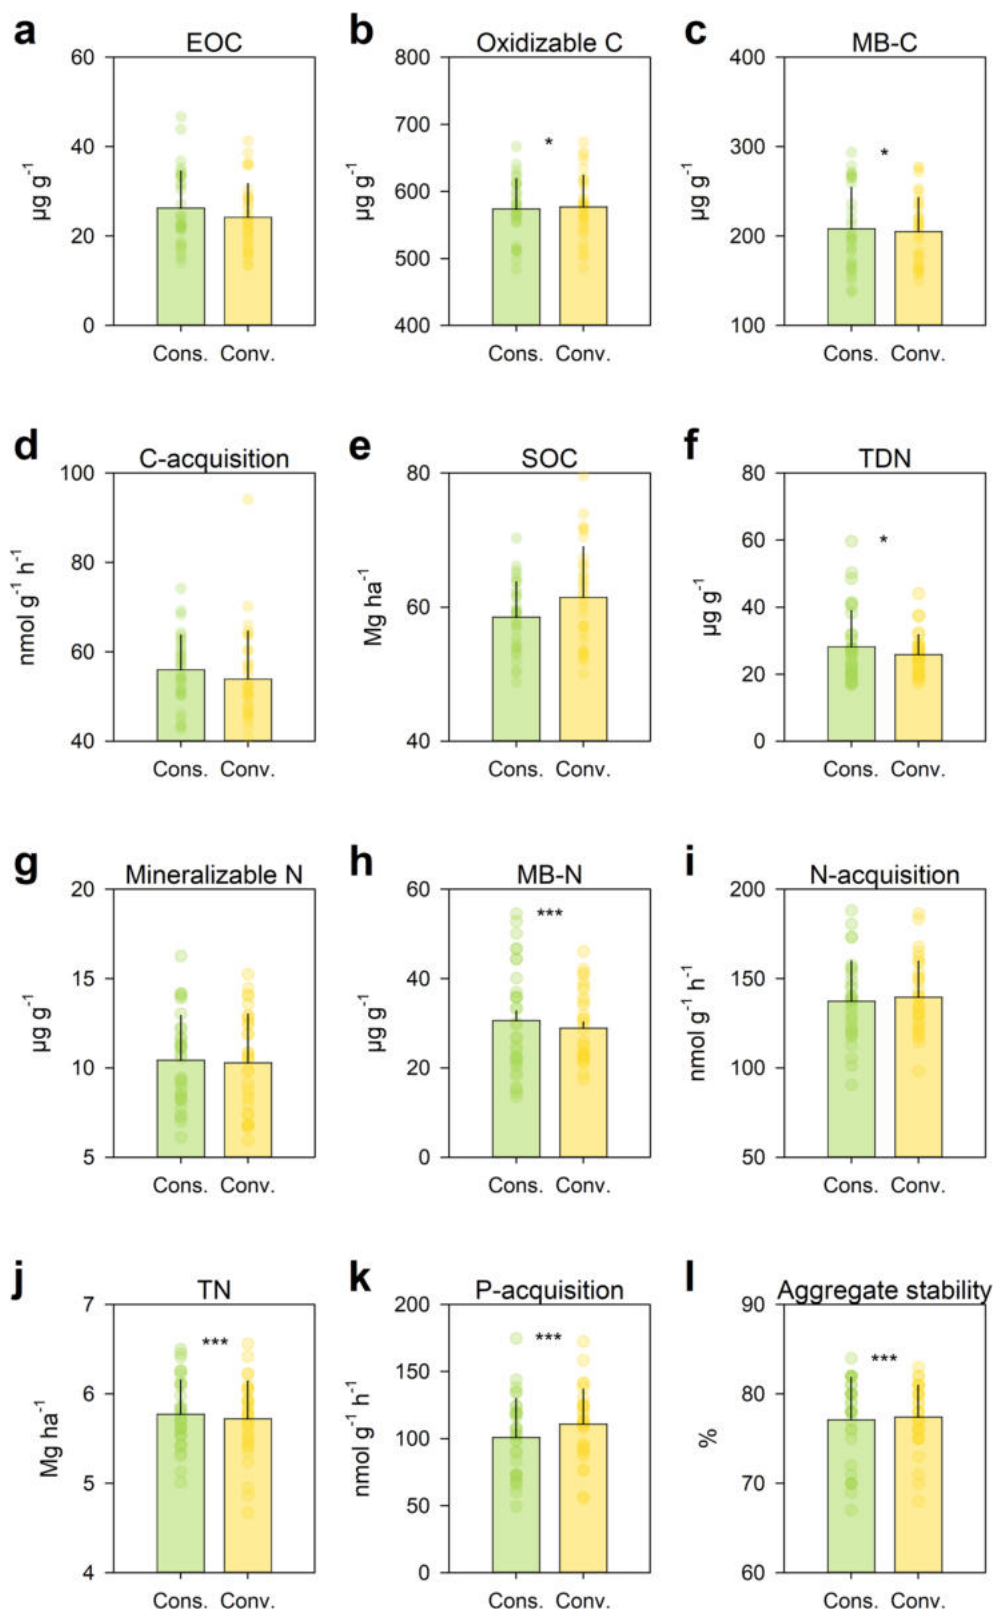 a
EOC
60
40
20
0
µg g-1
Cons. Conv.
b
Oxidizable C
800
700
600
500
400
µg g-1
*
Cons. Conv.
c
MB-C
400
300
200
100
µg g-1
*
Cons. Conv.
d
C-acquisition
100
80
60
40
nmol g-1 h-1
Cons. Conv.
e
SOC
80
60
40
Mg ha-1
Cons. Conv.
f
TDN
80
60
40
20
0
µg g-1
*
Cons. Conv.
g
Mineralizable N
20
15
10
5
µg g-1
Cons. Conv.
h
MB-N
60
40
20
0
µg g-1
***
Cons. Conv.
i
N-acquisition
200
150
100
50
nmol g-1 h-1
Cons. Conv.
j
TN
7
6
5
4
Mg ha-1
***
Cons. Conv.
k
P-acquisition
200
150
100
50
0
nmol g-1 h-1
***
Cons. Conv.
l
Aggregate stability
90
80
70
60
%
***
Cons. Conv.